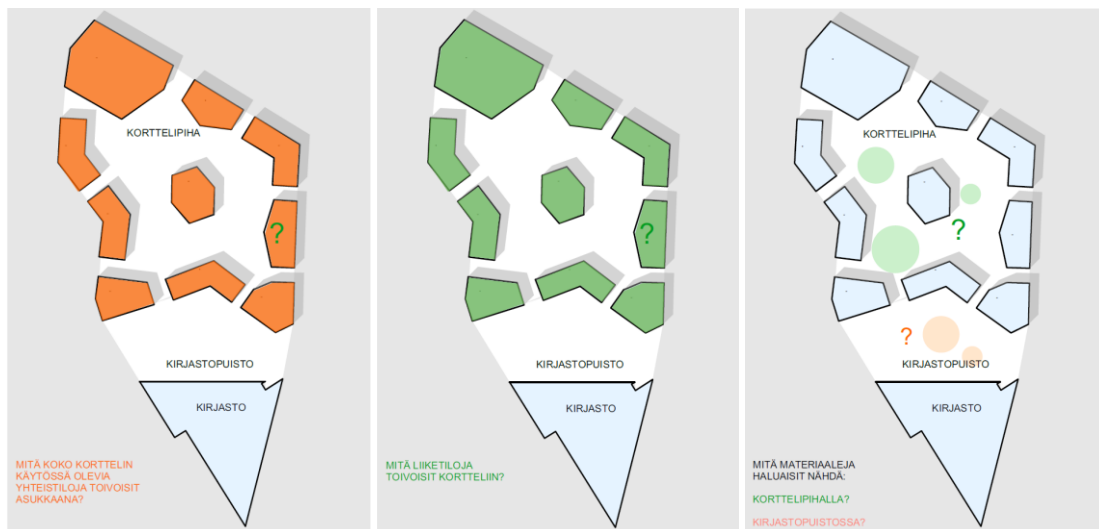 KORTTELIPIHA
?
KIRJASTOPUISTO
KIRJASTO
MITÄ KOKO KORTTELIN
KÄYTÖSSÄ OLEVIA
YHTEISTILOJA TOIVOISIT
ASUKKAANA?
KORTTELIPIHA
?
KIRJASTOPUISTO
KIRJASTO
MITÄ LIIKETILOJA
TOIVOISIT KORTTELIIN?
KORTTELIPIHA
?
?
KIRJASTOPUISTO
KIRJASTO
MITÄ MATERIAALEJA
HALUAISIT NÄHDÄ:
KORTTELIPIHALLA?
KIRJASTOPUISTOSSA?